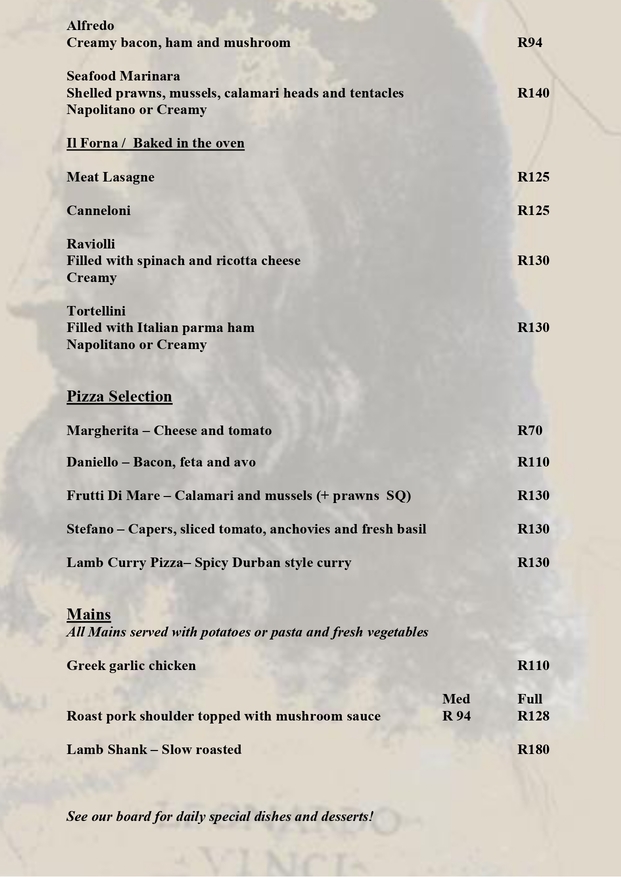 Alfredo
Creamy bacon, ham and mushroom R94
Seafood Marinara
Shelled prawns, mussels, calamari heads and tentacles R140
Napolitano or Creamy
Il Forna / Baked in the oven
Meat Lasagne R125
Canneloni R125
Raviolli
Filled with spinach and ricotta cheese R130
Creamy
Tortellini
Filled with Italian parma ham R130
Napolitano or Creamy
Pizza Selection
Margherita – Cheese and tomato R70
Daniello – Bacon, feta and avo R110
Frutti Di Mare – Calamari and mussels (+ prawns SQ) R130
Stefano – Capers, sliced tomato, anchovies and fresh basil R130
Lamb Curry Pizza– Spicy Durban style curry R130
Mains
All Mains served with potatoes or pasta and fresh vegetables
Greek garlic chicken R110
Med Full
Roast pork shoulder topped with mushroom sauce R 94 R128
Lamb Shank – Slow roasted R180
See our board for daily special dishes and desserts!
LEONARDO
VINCI